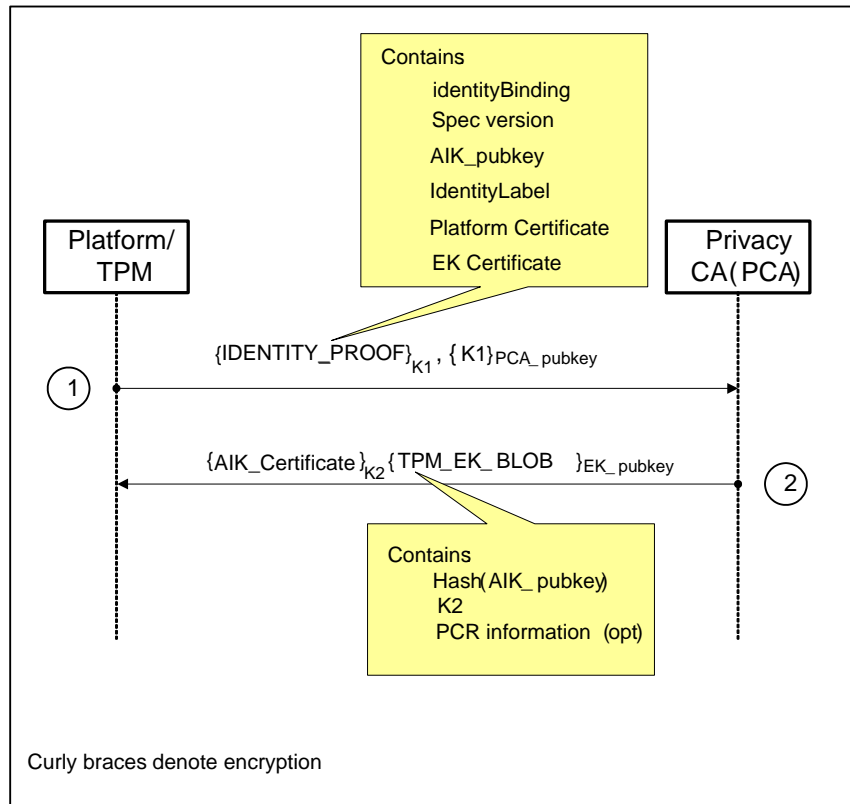 Contains
identityBinding
Spec version
AIK_pubkey
IdentityLabel
Platform Certificate
EK Certificate
Platform/
TPM
Privacy
CA(PCA)
{IDENTITY_PROOF}K1, {K1}PCA_pubkey
1
{AIK_Certificate}K2{TPM_EK_BLOB }EK_pubkey
2
Contains
Hash(AIK_pubkey)
K2
PCR information (opt)
Curly braces denote encryption